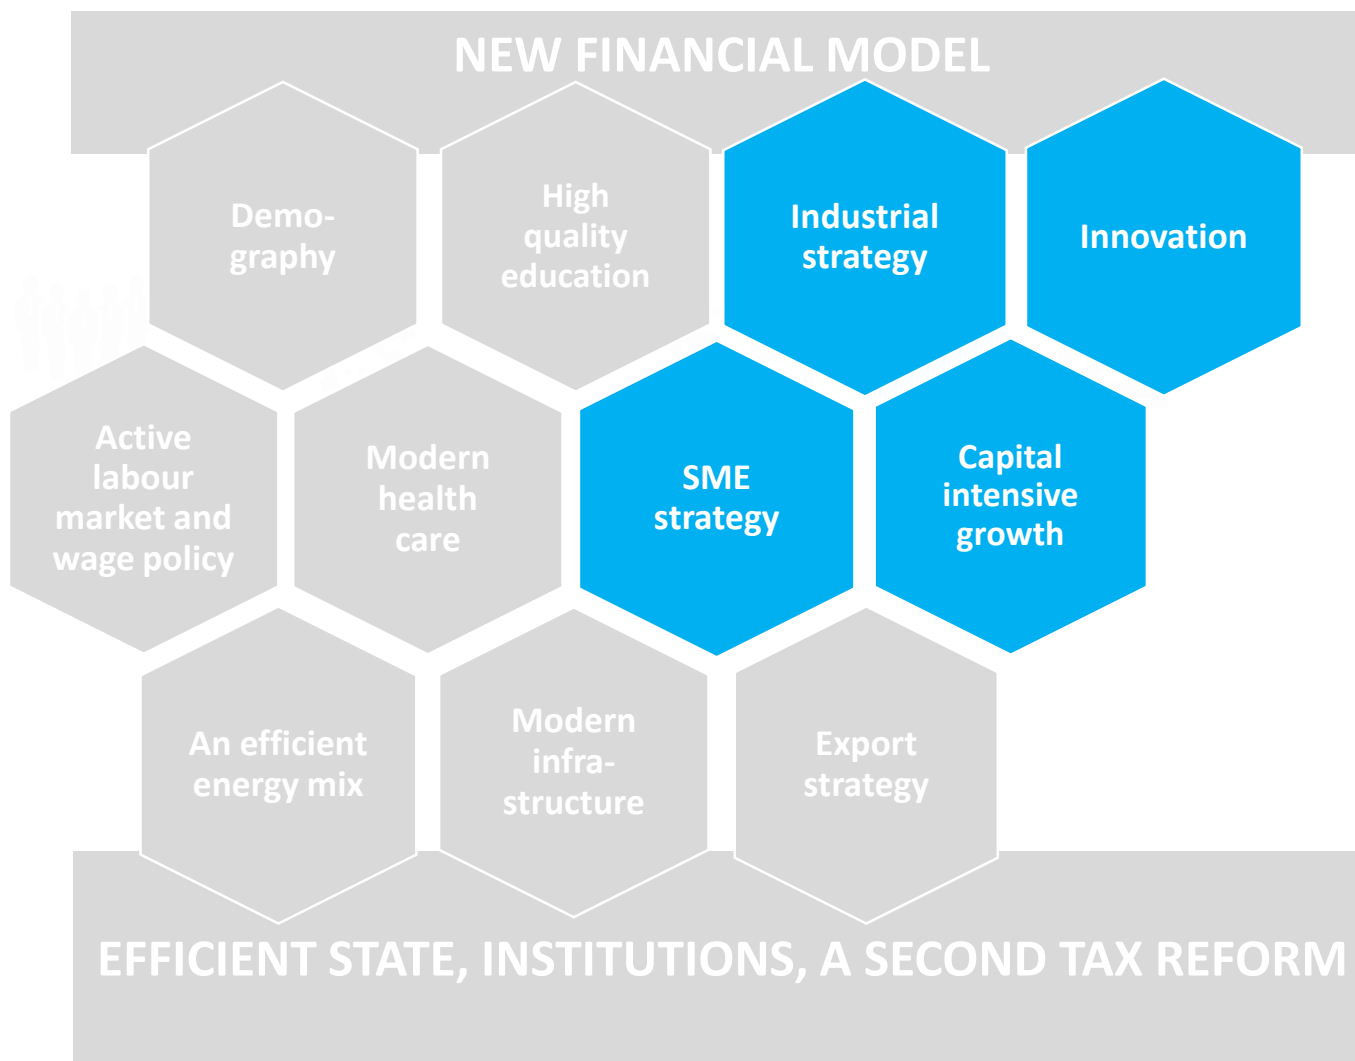 NEW FINANCIAL MODEL
Demo-
graphy
High
quality
education
Industrial
strategy
Innovation
Active
labour
market and
wage policy
Modern
health
care
SME
strategy
Capital
intensive
growth
An efficient
energy mix
Modern
infra-
structure
Export
strategy
EFFICIENT STATE, INSTITUTIONS, A SECOND TAX REFORM